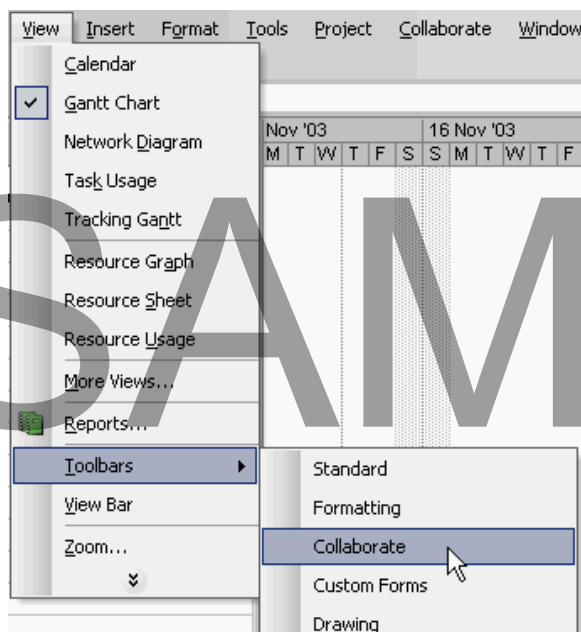 View Insert Format Tools Project Collaborate Window
Calendar
Gantt Chart
Network Diagram
Task Usage
Tracking Gantt
Resource Graph
Resource Sheet
Resource Usage
More Views...
Reports...
Toolbars
View Bar
Zoom...
Nov '03 16 Nov '03
M T W T F S S M T W T F
Standard
Formatting
Collaborate
Custom Forms
Drawing
SAM